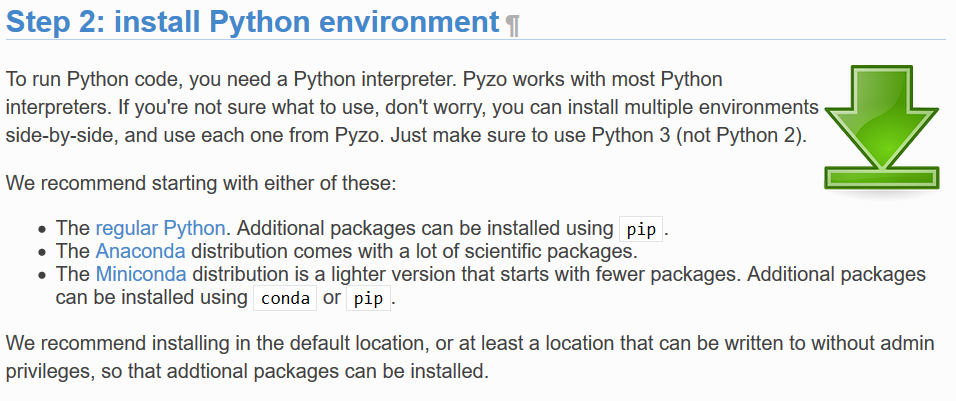 Step 2: install Python environment ¶
To run Python code, you need a Python interpreter. Pyzo works with most Python
interpreters. If you're not sure what to use, don't worry, you can install multiple environments
side-by-side, and use each one from Pyzo. Just make sure to use Python 3 (not Python 2).
We recommend starting with either of these:
• The regular Python. Additional packages can be installed using pip.
• The Anaconda distribution comes with a lot of scientific packages.
• The Miniconda distribution is a lighter version that starts with fewer packages. Additional packages
can be installed using conda or pip.
We recommend installing in the default location, or at least a location that can be written to without admin
privileges, so that addtional packages can be installed.